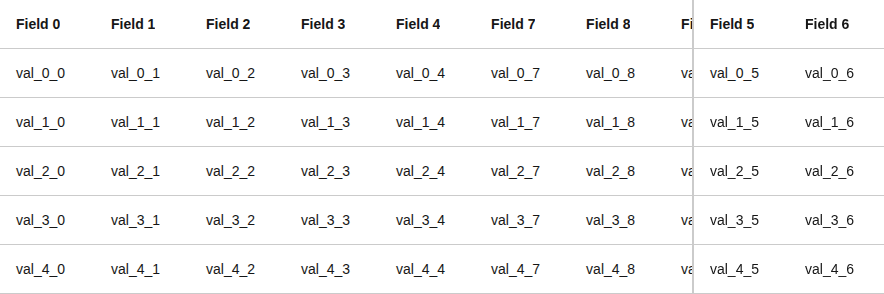 Field 0 Field 1 Field 2 Field 3 Field 4 Field 7 Field 8 Field 5 Field 6
val_0_0 val_0_1 val_0_2 val_0_3 val_0_4 val_0_7 val_0_8 val_0_5 val_0_6
val_1_0 val_1_1 val_1_2 val_1_3 val_1_4 val_1_7 val_1_8 val_1_5 val_1_6
val_2_0 val_2_1 val_2_2 val_2_3 val_2_4 val_2_7 val_2_8 val_2_5 val_2_6
val_3_0 val_3_1 val_3_2 val_3_3 val_3_4 val_3_7 val_3_8 val_3_5 val_3_6
val_4_0 val_4_1 val_4_2 val_4_3 val_4_4 val_4_7 val_4_8 val_4_5 val_4_6